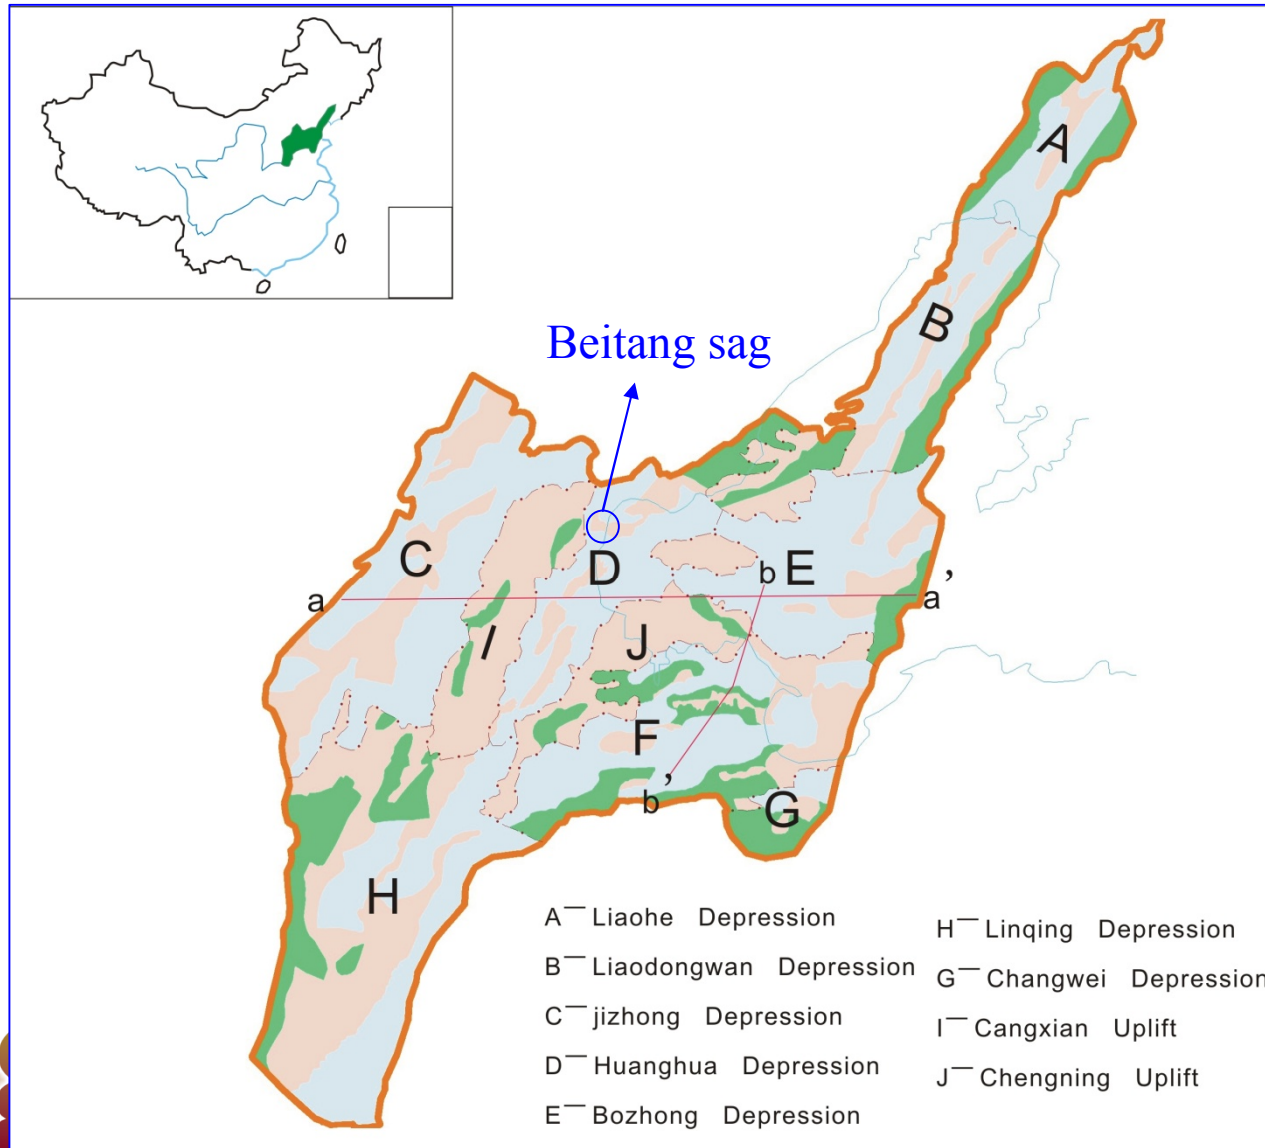 A
B
Beitang sag
C
D
b
E
a
a’
I
J
F
b’
G
H
A— Liaohe Depression
B— Liaodongwan Depression
C— jizhong Depression
D— Huanghua Depression
E— Bozhong Depression
H— Linqing Depression
G— Changwei Depression
I— Cangxian Uplift
J— Chengning Uplift